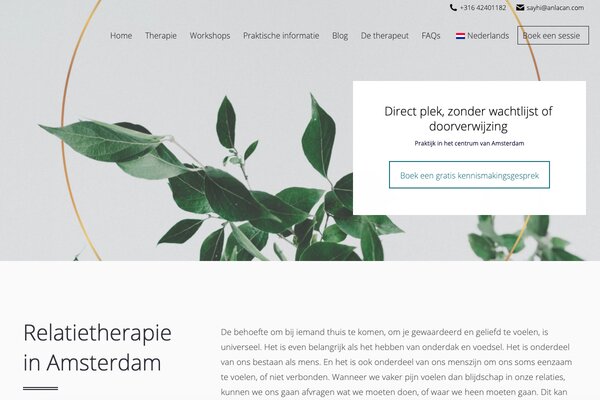 +316 42401182 sayhi@anlacan.com
Home Therapie Workshops Praktische informatie Blog De therapeut FAQs Nederlands Boek een sessie
Direct plek, zonder wachtlijst of
doorverwijzing
Praktijk in het centrum van Amsterdam
Boek een gratis kennismakingsgesprek
Relatietherapie
in Amsterdam
De behoefte om bij iemand thuis te komen, om je gewaardeerd en geliefd te voelen, is
universeel. Het is even belangrijk als het hebben van onderdak en voedsel. Het is onderdeel
van ons bestaan als mens. En het is ook onderdeel van ons menszijn om ons soms eenzaam
te voelen, of niet verbonden. Wanneer we vaker pijn voelen dan blijdschap in onze relaties,
kunnen we ons gaan afvragen wat we moeten doen, of waar we heen moeten gaan. Dit kan